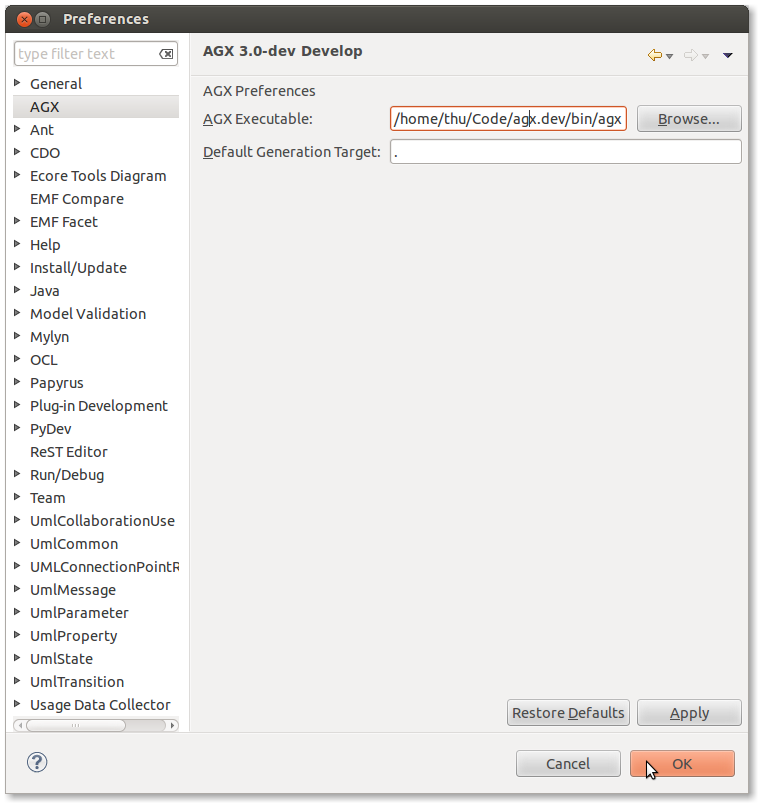 Preferences
type filter text
General
AGX
Ant
CDO
Ecore Tools Diagram
EMF Compare
EMF Facet
Help
Install/Update
Java
Model Validation
Mylyn
OCL
Papyrus
Plug-in Development
PyDev
ReST Editor
Run/Debug
Team
UmlCollaborationUse
UmlCommon
UMLConnectionPointR
UmlMessage
UmlParameter
UmlProperty
UmlState
UmlTransition
Usage Data Collector
AGX 3.0-dev Develop
AGX Preferences
AGX Executable: /home/thu/Code/agx.dev/bin/agx Browse...
Default Generation Target: .
Restore Defaults Apply
? Cancel OK